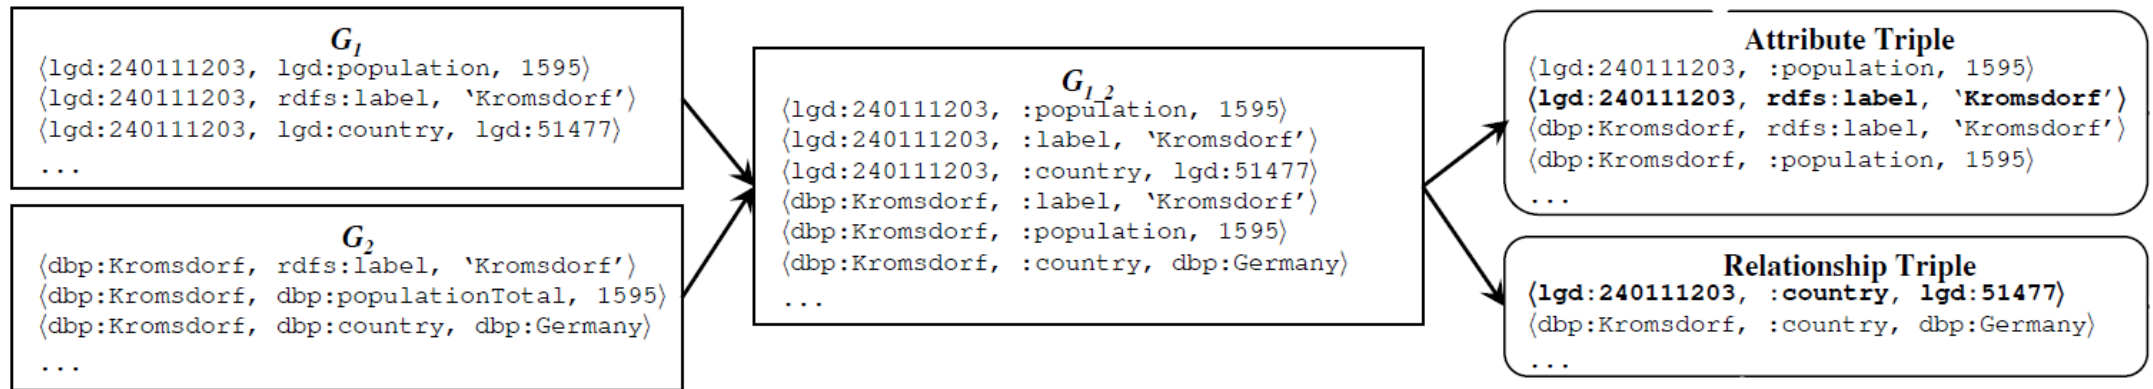 G1
⟨lgd:240111203, lgd:population, 1595⟩
⟨lgd:240111203, rdfs:label, ‘Kromsdorf’⟩
⟨lgd:240111203, lgd:country, lgd:51477⟩
...
G2
⟨dbp:Kromsdorf, rdfs:label, ‘Kromsdorf’⟩
⟨dbp:Kromsdorf, dbp:populationTotal, 1595⟩
⟨dbp:Kromsdorf, dbp:country, dbp:Germany⟩
...
G1_2
⟨lgd:240111203, :population, 1595⟩
⟨lgd:240111203, :label, ‘Kromsdorf’⟩
⟨lgd:240111203, :country, lgd:51477⟩
⟨dbp:Kromsdorf, :label, ‘Kromsdorf’⟩
⟨dbp:Kromsdorf, :population, 1595⟩
⟨dbp:Kromsdorf, :country, dbp:Germany⟩
...
Attribute Triple
⟨lgd:240111203, :population, 1595⟩
⟨lgd:240111203, rdfs:label, ‘Kromsdorf’⟩
⟨dbp:Kromsdorf, rdfs:label, ‘Kromsdorf’⟩
⟨dbp:Kromsdorf, :population, 1595⟩
...
Relationship Triple
⟨lgd:240111203, :country, lgd:51477⟩
⟨dbp:Kromsdorf, :country, dbp:Germany⟩
...